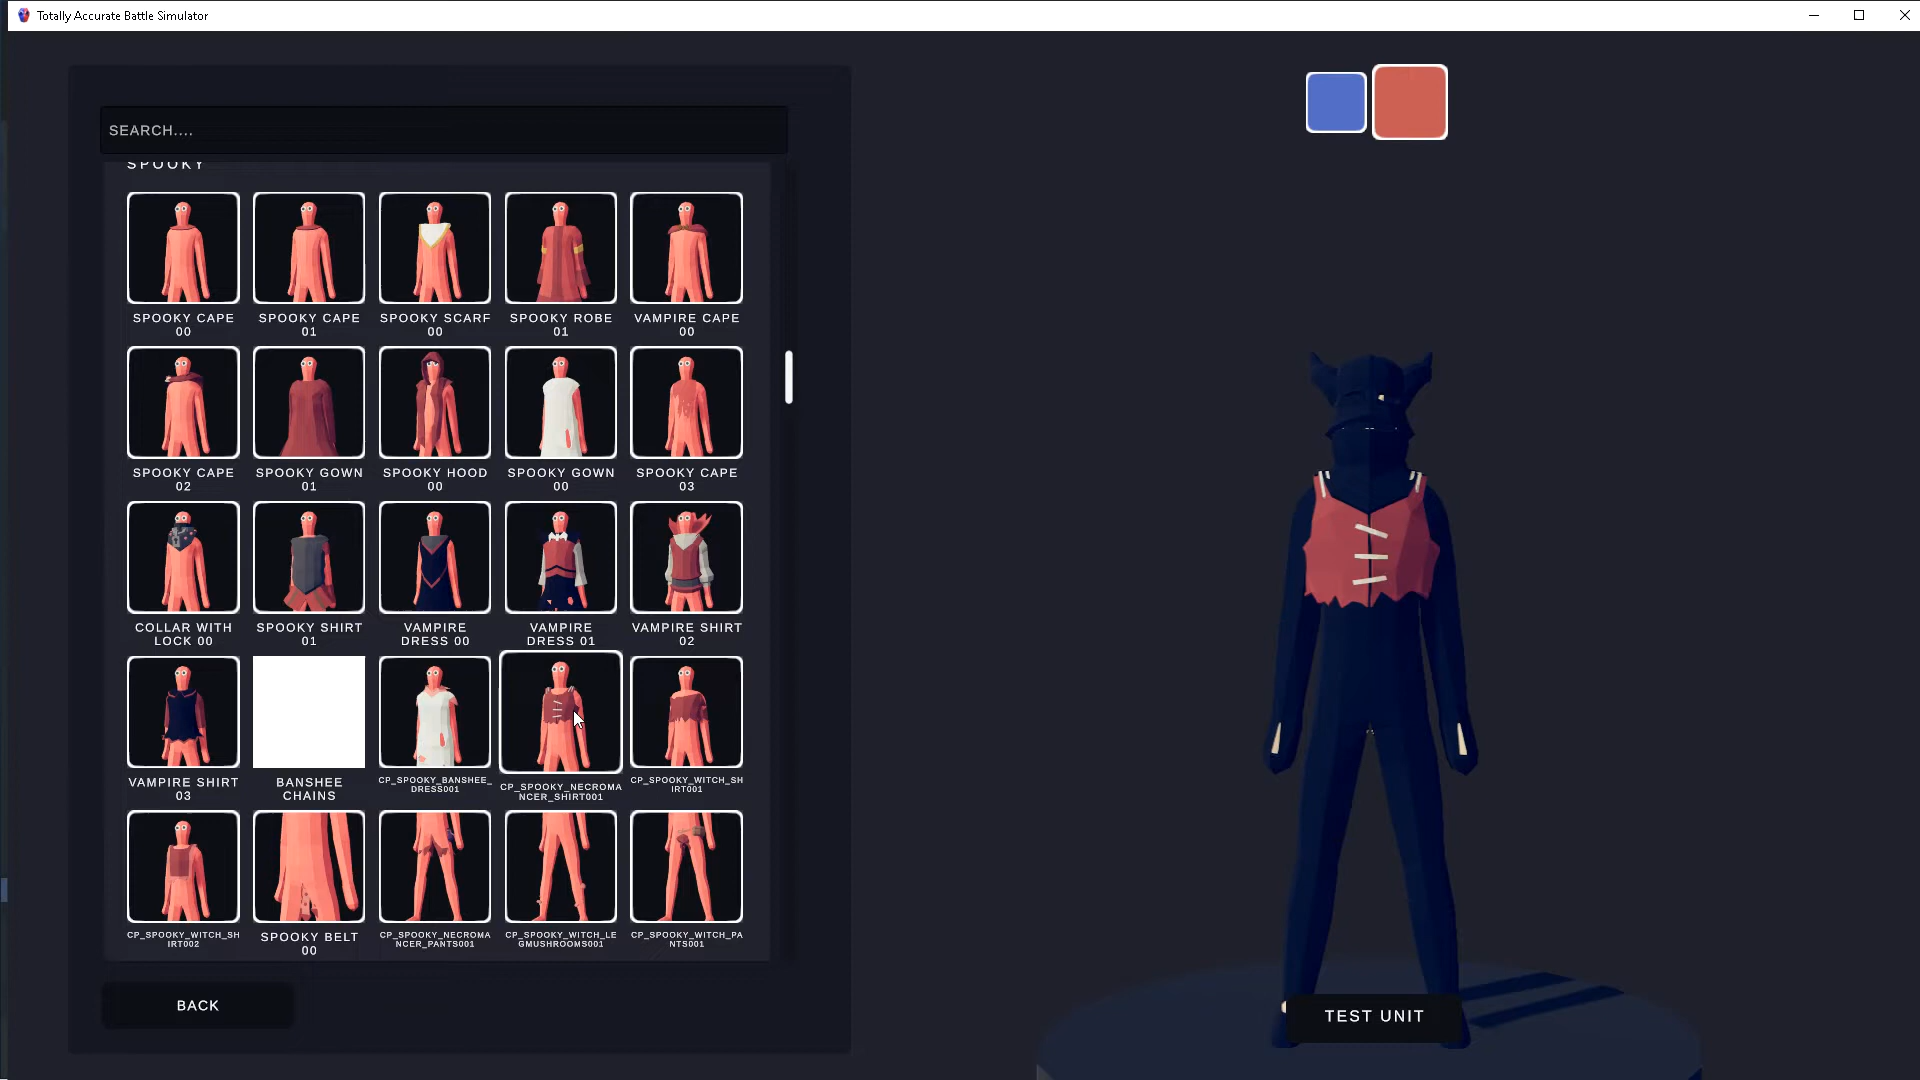 Totally Accurate Battle Simulator
SEARCH....
SPOOKY
SPOOKY CAPE
00
SPOOKY CAPE
01
SPOOKY SCARF
00
SPOOKY ROBE
01
VAMPIRE CAPE
00
SPOOKY CAPE
02
SPOOKY GOWN
01
SPOOKY HOOD
00
SPOOKY GOWN
00
SPOOKY CAPE
03
COLLAR WITH
LOCK 00
SPOOKY SHIRT
01
VAMPIRE
DRESS 00
VAMPIRE
DRESS 01
VAMPIRE SHIRT
02
VAMPIRE SHIRT
03
BANSHEE
CHAINS
CP_SPOOKY_BANSHEE_
DRESS001
CP_SPOOKY_NECROMA
NCER_SHIRT001
CP_SPOOKY_WITCH_SH
IRT001
CP_SPOOKY_WITCH_SH
IRT002
SPOOKY BELT
00
CP_SPOOKY_NECROMA
NCER_PANTS001
CP_SPOOKY_WITCH_LE
GMUSHROOMS001
CP_SPOOKY_WITCH_PA
NTS001
BACK
TEST UNIT